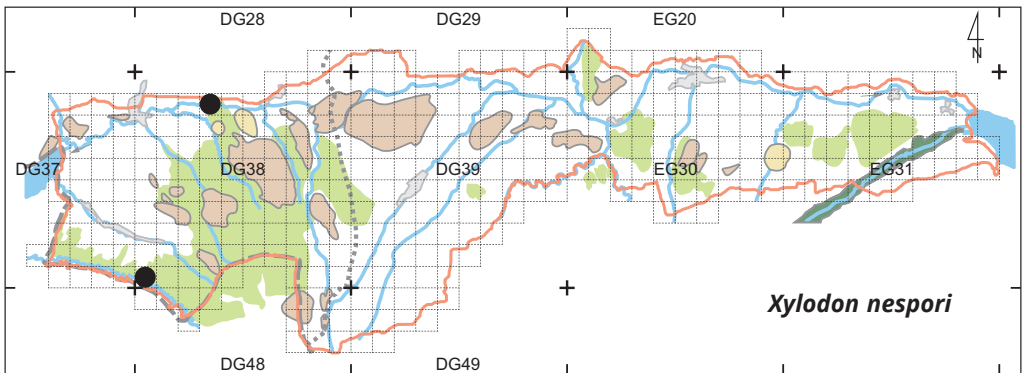 DG28 DG29 EG20
N
DG37 DG38 DG39 EG30 EG31
Xylodon nespori
DG48 DG49